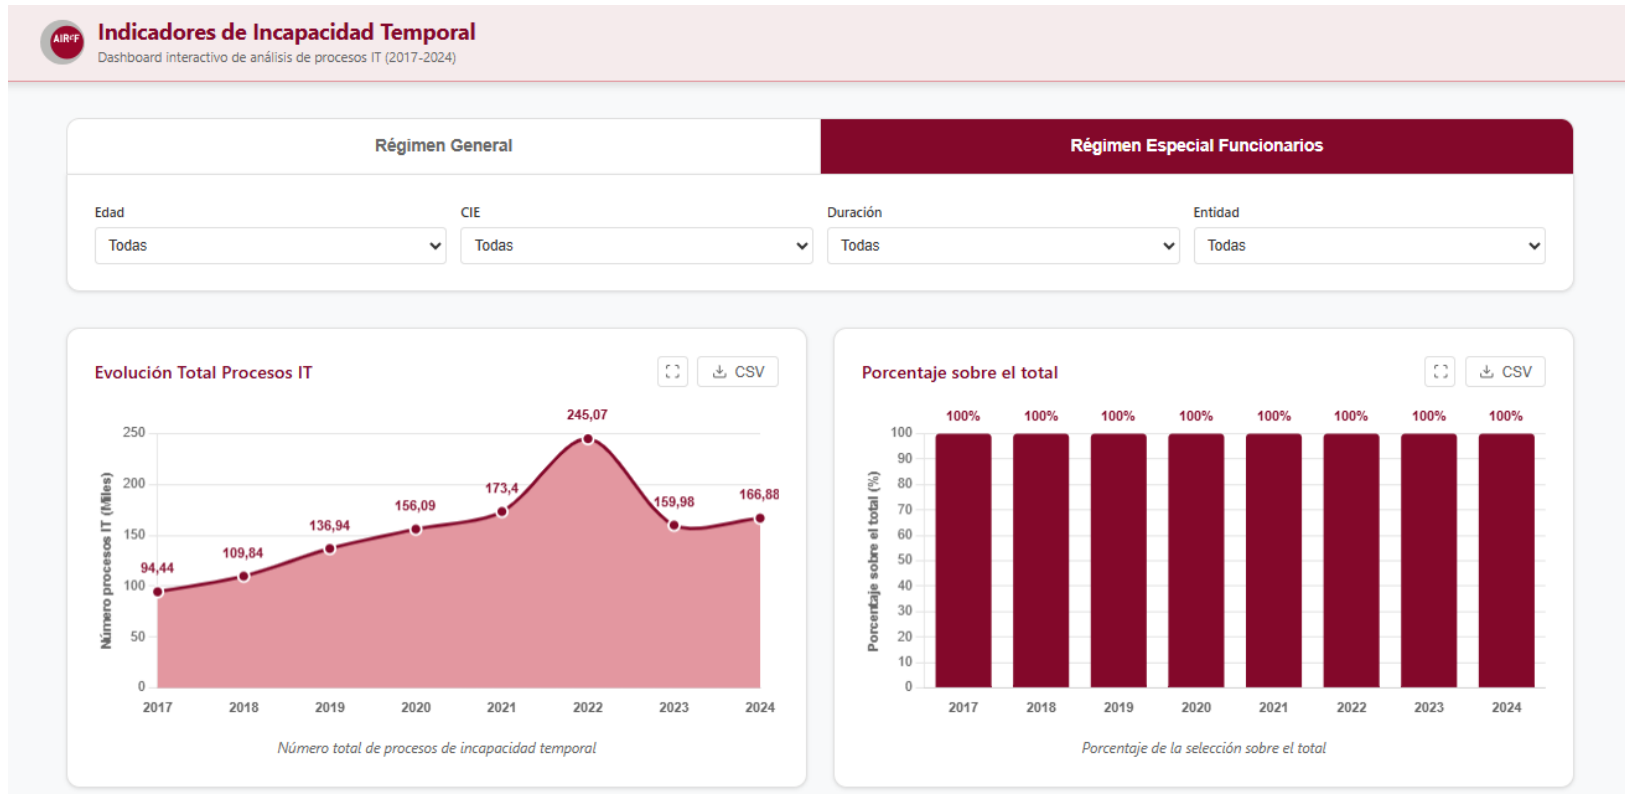 AIReF
Indicadores de Incapacidad Temporal
Dashboard interactivo de análisis de procesos IT (2017-2024)
Régimen General
Régimen Especial Funcionarios
Edad
CIE
Duración
Entidad
Todas
Todas
Todas
Todas
Evolución Total Procesos IT
CSV
Número procesos IT (Miles)
250
200
150
100
50
0
94,44
109,84
136,94
156,09
173,4
245,07
159,98
166,88
2017 2018 2019 2020 2021 2022 2023 2024
Número total de procesos de incapacidad temporal
Porcentaje sobre el total
CSV
100% 100% 100% 100% 100% 100% 100% 100%
Porcentaje sobre el total (%)
100
90
80
70
60
50
40
30
20
10
0
2017 2018 2019 2020 2021 2022 2023 2024
Porcentaje de la selección sobre el total